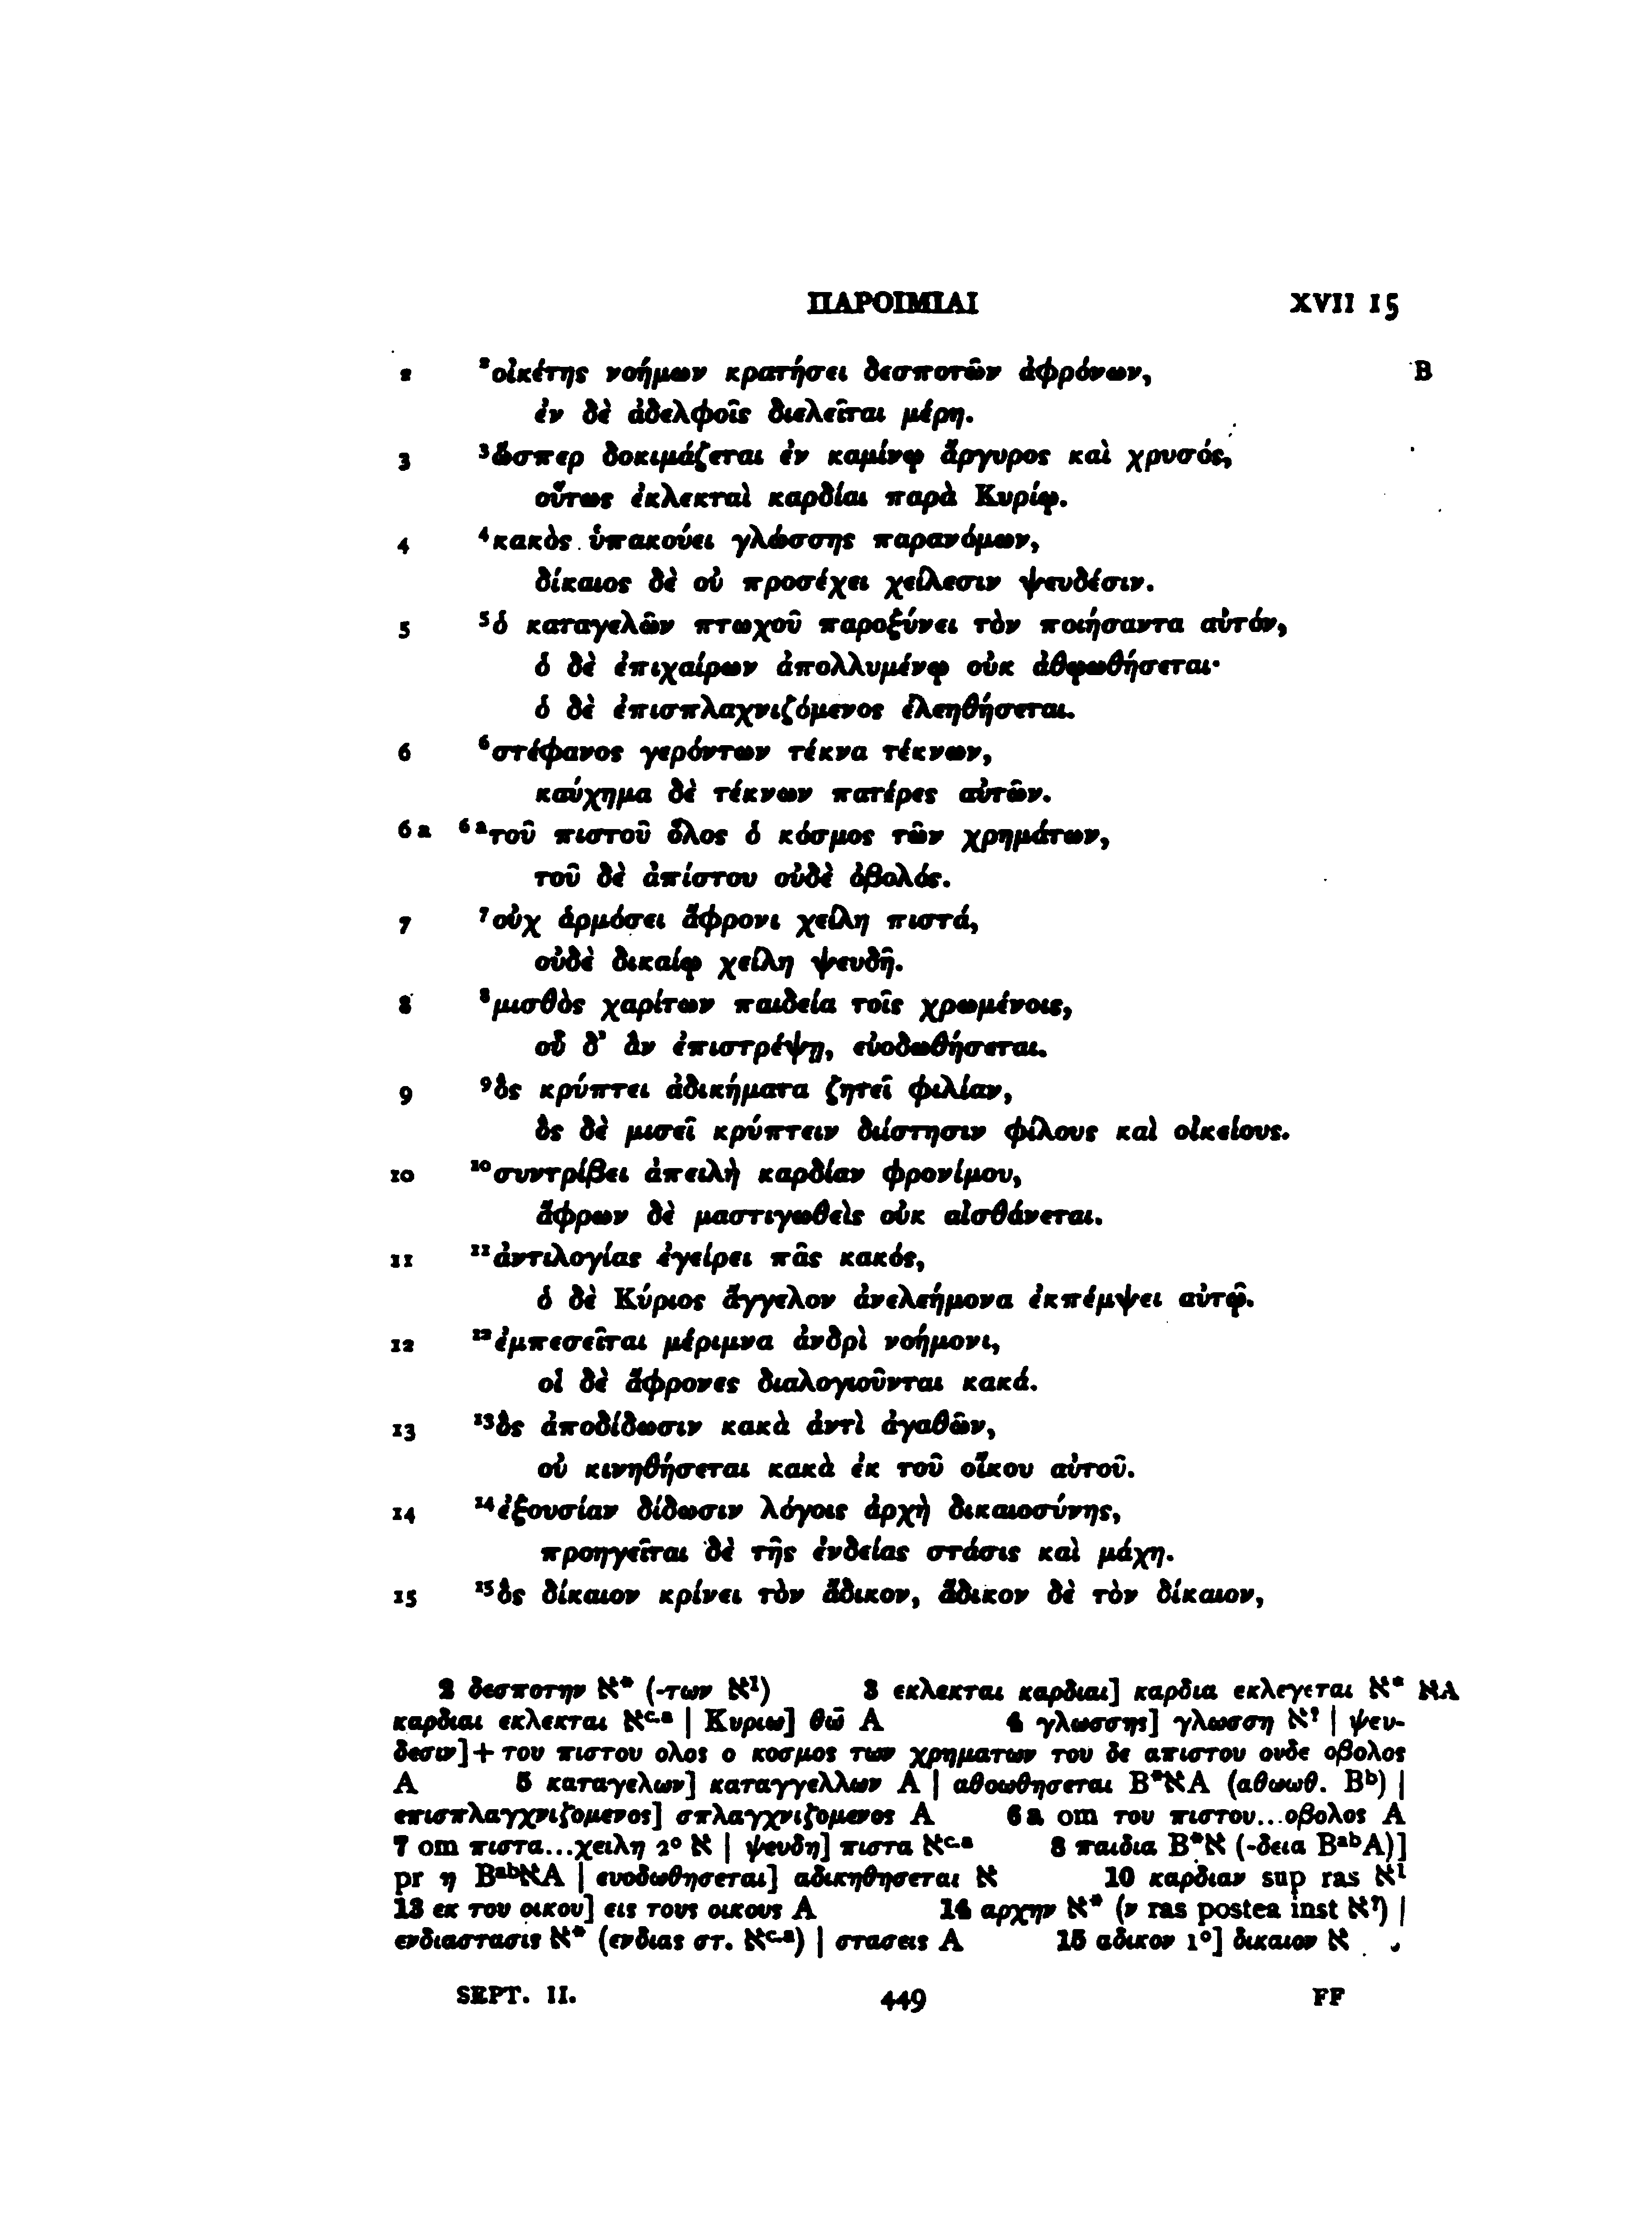 ΠΑΡΟΙΜΙΑΙ XVII 15
2 ²οἰκέτης νοήμων κρατήσει δεσποτῶν ἀφρόνων, B
ἐν δὲ ἀδελφοῖς διελεῖται μέρη.
3 ³ὥσπερ δοκιμάζεται ἐν καμίνῳ ἄργυρος καὶ χρυσός,
οὕτως ἐκλεκταὶ καρδίαι παρὰ Κυρίῳ.
4 ⁴κακὸς ὑπακούει γλώσσης παρανόμων,
δίκαιος δὲ οὐ προσέχει χείλεσιν ψευδέσιν.
5 ⁵ὁ καταγελῶν πτωχοῦ παροξύνει τὸν ποιήσαντα αὐτόν,
ὁ δὲ ἐπιχαίρων ἀπολλυμένῳ οὐκ ἀθῳωθήσεται·
ὁ δὲ ἐπισπλαχνιζόμενος ἐλεηθήσεται.
6 ⁶στέφανος γερόντων τέκνα τέκνων,
καύχημα δὲ τέκνων πατέρες αὐτῶν.
6 a ⁶ᵃτοῦ πιστοῦ ὅλος ὁ κόσμος τῶν χρημάτων,
τοῦ δὲ ἀπίστου οὐδὲ ὀβολός.
7 ⁷οὐχ ἁρμόσει ἄφρονι χείλη πιστά,
οὐδὲ δικαίῳ χείλη ψευδῆ.
8 ⁸μισθὸς χαρίτων παιδεία τοῖς χρωμένοις,
οὗ δ’ ἂν ἐπιστρέψῃ, εὐοδωθήσεται.
9 ⁹ὃς κρύπτει ἀδικήματα ζητεῖ φιλίαν,
ὃς δὲ μισεῖ κρύπτειν διίστησιν φίλους καὶ οἰκείους.
10 ¹⁰συντρίβει ἀπειλὴ καρδίαν φρονίμου,
ἄφρων δὲ μαστιγωθεὶς οὐκ αἰσθάνεται.
11 ¹¹ἀντιλογίας ἐγείρει πᾶς κακός,
ὁ δὲ Κύριος ἄγγελον ἀνελεήμονα ἐκπέμψει αὐτῷ.
12 ¹²ἐμπεσεῖται μέριμνα ἀνδρὶ νοήμονι,
οἱ δὲ ἄφρονες διαλογιοῦνται κακά.
13 ¹³ὃς ἀποδίδωσιν κακὰ ἀντὶ ἀγαθῶν,
οὐ κινηθήσεται κακὰ ἐκ τοῦ οἴκου αὐτοῦ.
14 ¹⁴ἐξουσίαν δίδωσιν λόγοις ἀρχὴ δικαιοσύνης,
προηγεῖται δὲ τῆς ἐνδείας στάσις καὶ μάχη.
15 ¹⁵ὃς δίκαιον κρίνει τὸν ἄδικον, ἄδικον δὲ τὸν δίκαιον,
2 δεσποτην ℵ* (-των ℵ¹) 3 εκλεκται καρδιαι] καρδια εκλεγεται ℵ* ℵA
καρδιαι εκλεκται ℵᶜ·ᵃ | Κυριω] θω̄ A 4 γλωσσης] γλωσση ℵ? | ψευ-
δεσιν] + του πιστου ολος ο κοσμος των χρηματων του δε απιστου ουδε οβολος
A 5 καταγελων] καταγγελλων A | αθοωθησεται B*ℵA (αθωωθ. Bᵇ) |
επισπλαγχνιζομενος] σπλαγχνιζομενος A 6 a om του πιστου...οβολος A
7 om πιστα...χειλη 2° ℵ | ψευδη] πιστα ℵᶜ·ᵃ 8 παιδια B*ℵ (-δεια BᵃᵇA)]
pr η BᵃᵇℵA | ευοδωθησεται] αδικηθησεται ℵ 10 καρδιαν sup ras ℵ¹
13 εκ του οικου] εις τους οικους A 14 αρχην ℵ* (ν ras postea inst ℵ?) |
ενδιαστασις ℵ* (ενδιας στ. ℵᶜ·ᵃ) | στασεις A 15 αδικον 1°] δικαιον ℵ
SEPT. II. 449 FF